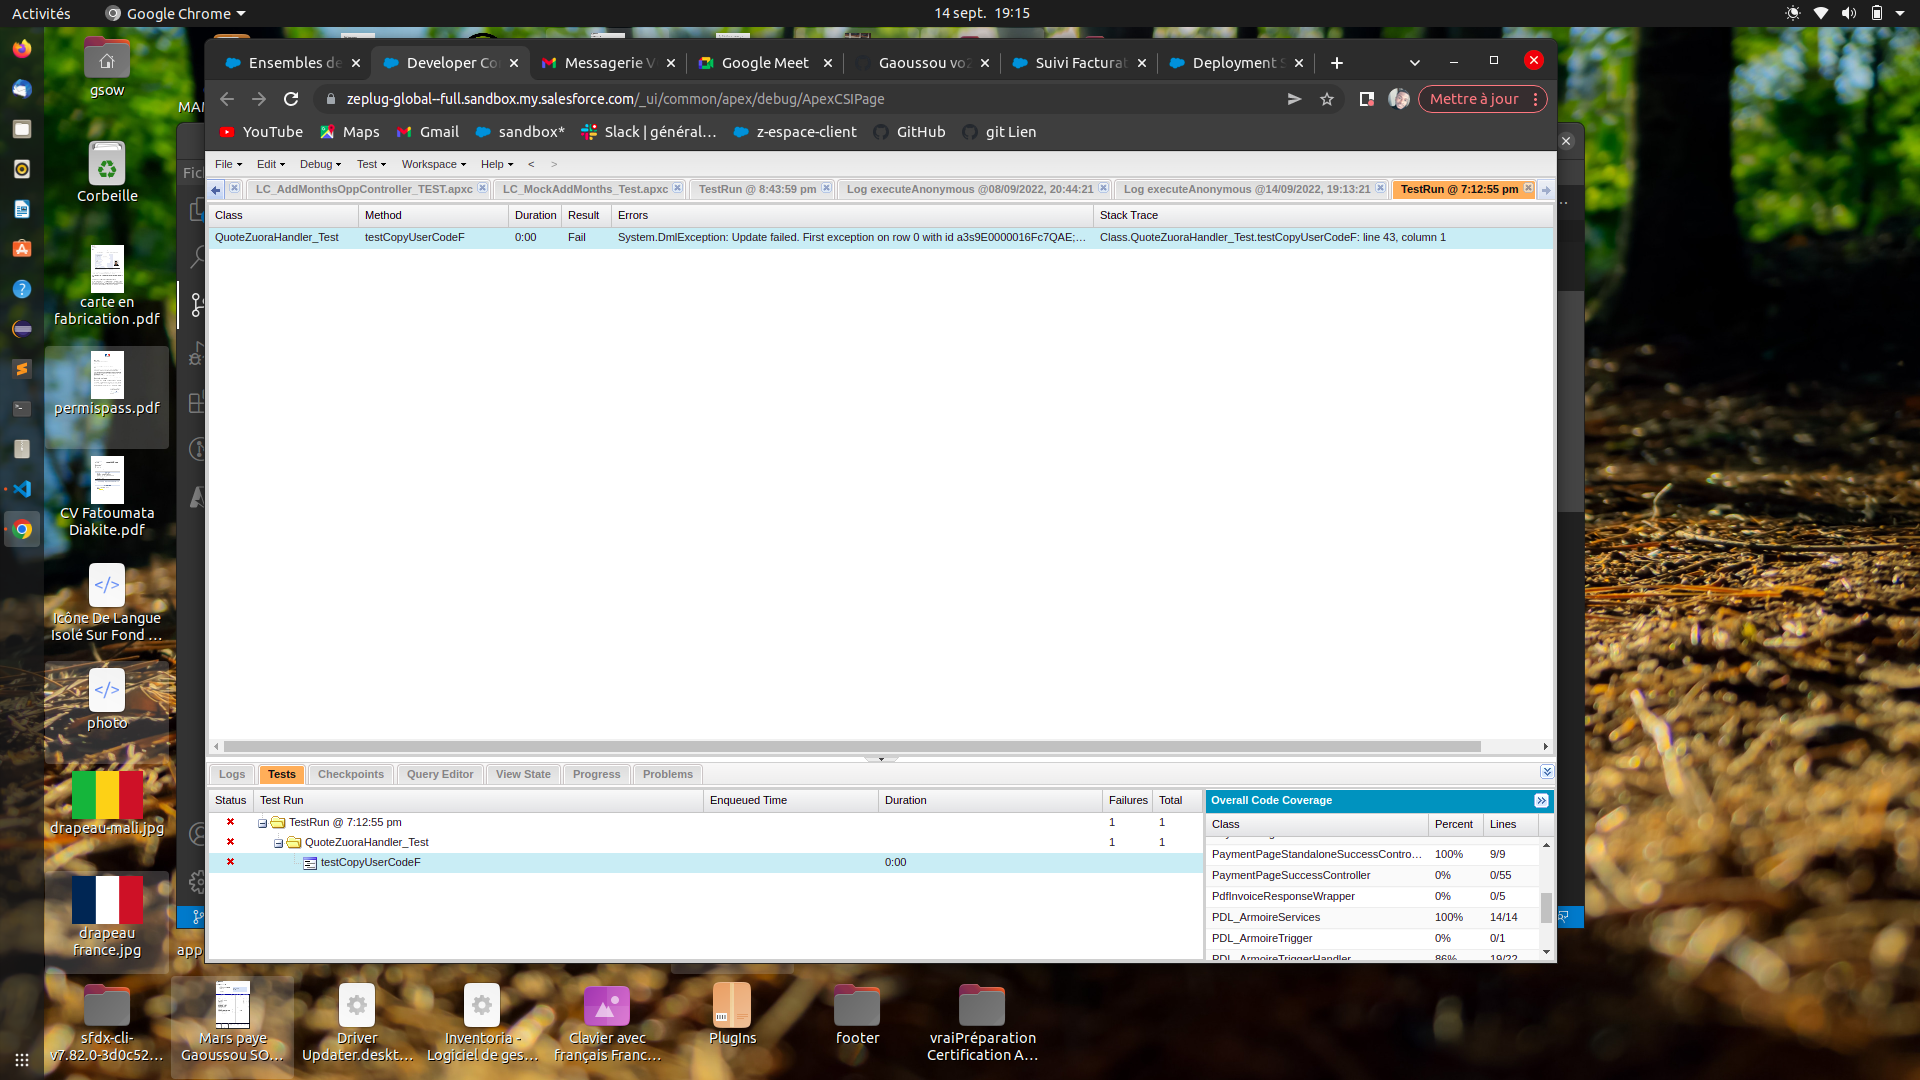 Activités
Google Chrome
14 sept. 19:15
gsow
Corbeille
carte en
fabrication .pdf
permispass.pdf
CV Fatoumata
Diakite.pdf
Icône De Langue
Isolé Sur Fond ...
photo
drapeau-mali.jpg
drapeau
france.jpg
sfdx-cli-
v7.82.0-3d0c52...
Mars paye
Gaoussou SO...
Driver
Updater.deskt...
Inventoria -
Logiciel de ges...
Clavier avec
français Franc...
PlugIns
footer
vraiPréparation
Certification A...
Ensembles de
Developer Co
Messagerie V
Google Meet
Gaoussou vo2
Suivi Factura
Deployment S
zeplug-global--full.sandbox.my.salesforce.com/_ui/common/apex/debug/ApexCSIPage
Mettre à jour
YouTube
Maps
Gmail
sandbox*
Slack | général...
z-espace-client
GitHub
git Lien
File
Edit
Debug
Test
Workspace
Help
<
>
LC_AddMonthsOppController_TEST.apxc
LC_MockAddMonths_Test.apxc
TestRun @ 8:43:59 pm
Log executeAnonymous @08/09/2022, 20:44:21
Log executeAnonymous @14/09/2022, 19:13:21
TestRun @ 7:12:55 pm
Class Method Duration Result Errors Stack Trace
QuoteZuoraHandler_Test testCopyUserCodeF 0:00 Fail System.DmlException: Update failed. First exception on row 0 with id a3s9E0000016Fc7QAE;... Class.QuoteZuoraHandler_Test.testCopyUserCodeF: line 43, column 1
Logs
Tests
Checkpoints
Query Editor
View State
Progress
Problems
Status Test Run Enqueued Time Duration Failures Total
TestRun @ 7:12:55 pm 1 1
QuoteZuoraHandler_Test 1 1
testCopyUserCodeF 0:00
Overall Code Coverage
Class Percent Lines
PaymentPageStandaloneSuccessContro... 100% 9/9
PaymentPageSuccessController 0% 0/55
PdfInvoiceResponseWrapper 0% 0/5
PDL_ArmoireServices 100% 14/14
PDL_ArmoireTrigger 0% 0/1
PDL_ArmoireTriggerHandler 86% 19/22
MAM
Fich
app